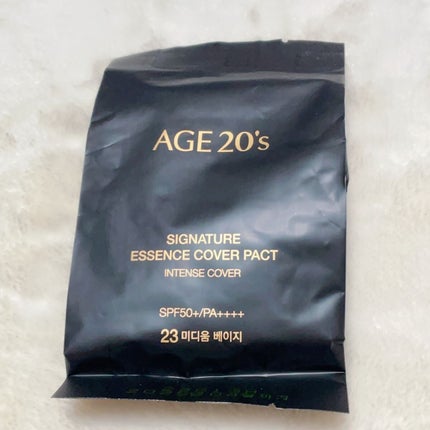 AGE 20's
SIGNATURE
ESSENCE COVER PACT
INTENSE COVER
SPF50+/PA++++
23 미디움 베이지